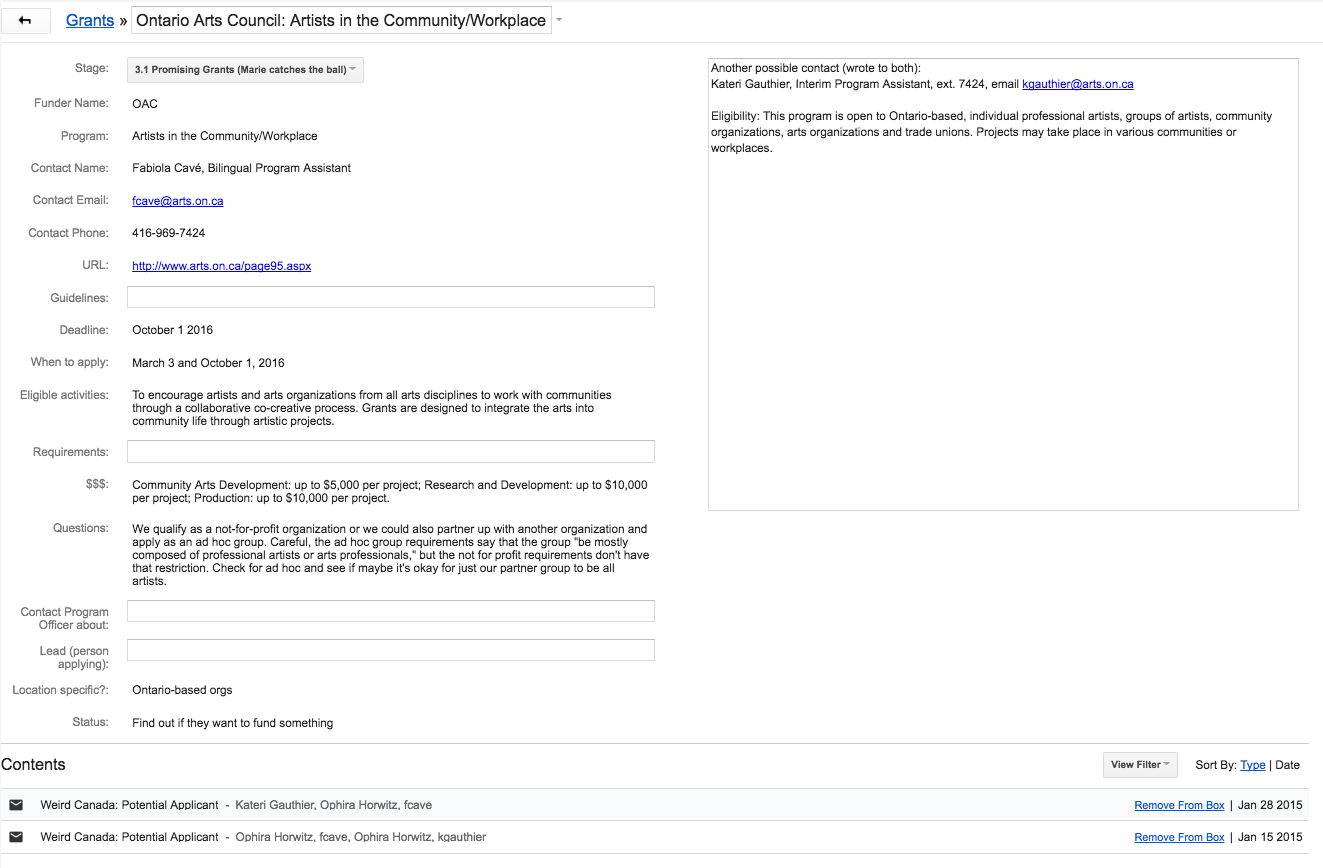 Grants » Ontario Arts Council: Artists in the Community/Workplace
Stage: 3.1 Promising Grants (Marie catches the ball)
Funder Name: OAC
Program: Artists in the Community/Workplace
Contact Name: Fabiola Cavé, Bilingual Program Assistant
Contact Email: fcave@arts.on.ca
Contact Phone: 416-969-7424
URL: http://www.arts.on.ca/page95.aspx
Guidelines:
Deadline: October 1 2016
When to apply: March 3 and October 1, 2016
Eligible activities: To encourage artists and arts organizations from all arts disciplines to work with communities
through a collaborative co-creative process. Grants are designed to integrate the arts into
community life through artistic projects.
Requirements:
$$$: Community Arts Development: up to $5,000 per project; Research and Development: up to $10,000
per project; Production: up to $10,000 per project.
Questions: We qualify as a not-for-profit organization or we could also partner up with another organization and
apply as an ad hoc group. Careful, the ad hoc group requirements say that the group "be mostly
composed of professional artists or arts professionals," but the not for profit requirements don't have
that restriction. Check for ad hoc and see if maybe it's okay for just our partner group to be all
artists.
Contact Program
Officer about:
Lead (person
applying):
Location specific?: Ontario-based orgs
Status: Find out if they want to fund something
Another possible contact (wrote to both):
Kateri Gauthier, Interim Program Assistant, ext. 7424, email kgauthier@arts.on.ca
Eligibility: This program is open to Ontario-based, individual professional artists, groups of artists, community
organizations, arts organizations and trade unions. Projects may take place in various communities or
workplaces.
Contents View Filter Sort By: Type | Date
Weird Canada: Potential Applicant - Kateri Gauthier, Ophira Horwitz, fcave Remove From Box | Jan 28 2015
Weird Canada: Potential Applicant - Ophira Horwitz, fcave, Ophira Horwitz, kgauthier Remove From Box | Jan 15 2015